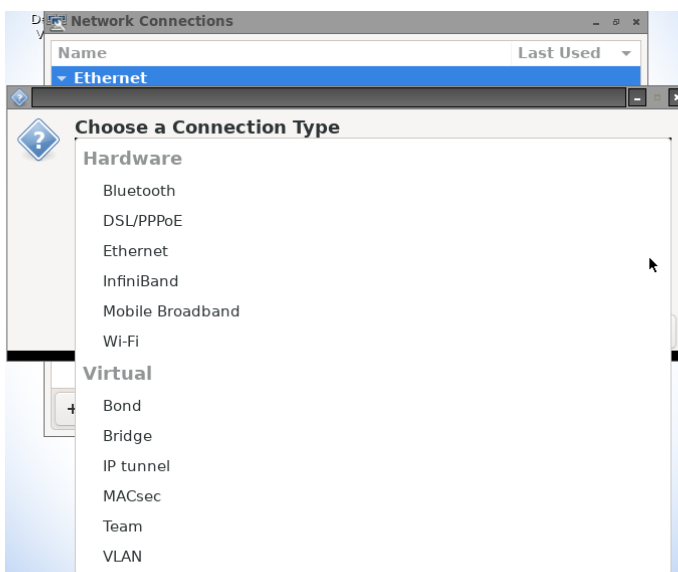 Network Connections
Name Last Used
Ethernet
Choose a Connection Type
Hardware
Bluetooth
DSL/PPPoE
Ethernet
InfiniBand
Mobile Broadband
Wi-Fi
Virtual
Bond
Bridge
IP tunnel
MACsec
Team
VLAN